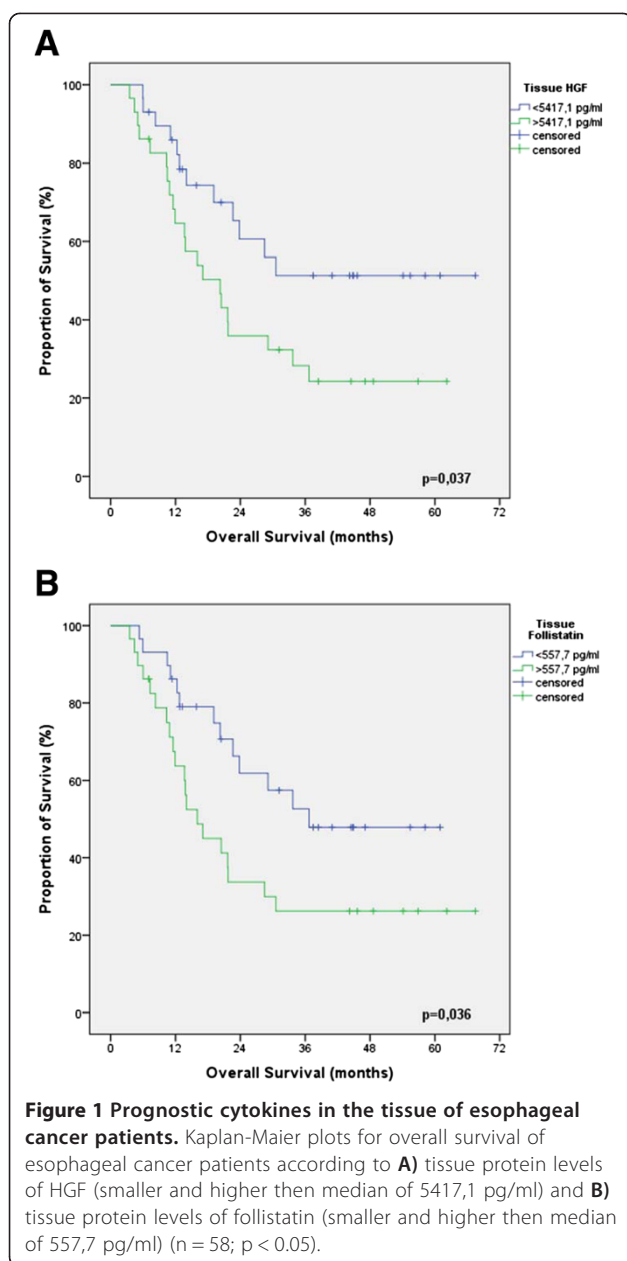 A
Tissue HGF
<5417,1 pg/ml
>5417,1 pg/ml
censored
censored
Proportion of Survival (%)
100
80
60
40
20
0
p=0,037
0 12 24 36 48 60 72
Overall Survival (months)
B
Tissue
Follistatin
<557,7 pg/ml
>557,7 pg/ml
censored
censored
Proportion of Survival (%)
100
80
60
40
20
0
p=0,036
0 12 24 36 48 60 72
Overall Survival (months)
Figure 1 Prognostic cytokines in the tissue of esophageal
cancer patients. Kaplan-Maier plots for overall survival of
esophageal cancer patients according to A) tissue protein levels
of HGF (smaller and higher then median of 5417,1 pg/ml) and B)
tissue protein levels of follistatin (smaller and higher then median
of 557,7 pg/ml) (n = 58; p < 0.05).